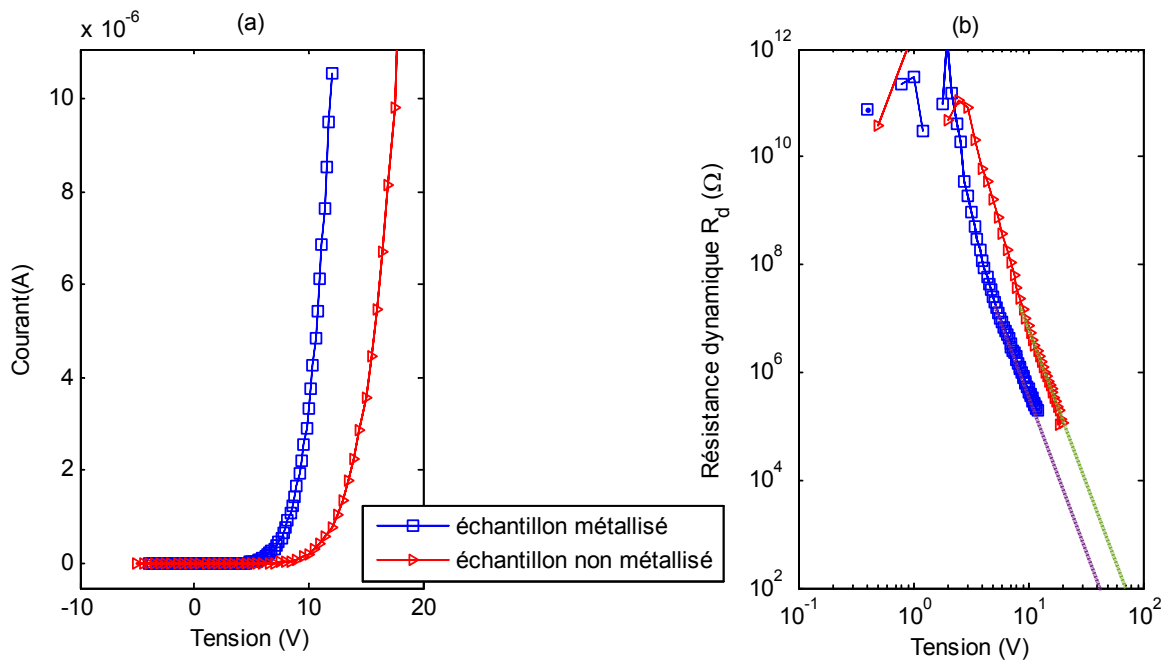 (a)
x 10^-6
10
8
6
4
2
0
-10
0
10
20
Courant(A)
Tension (V)
échantillon métallisé
échantillon non métallisé
(b)
10^12
10^10
10^8
10^6
10^4
10^2
10^-1
10^0
10^1
10^2
Résistance dynamique R_d (Ω)
Tension (V)